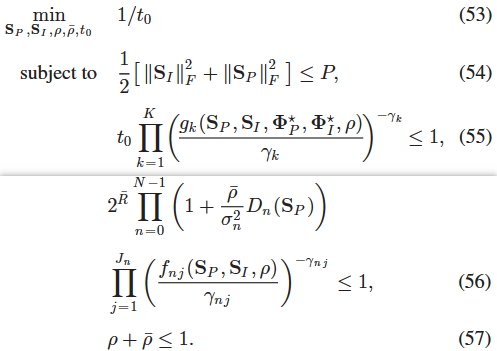 min_{S_P, S_I, ρ, ρ̄, t_0} 1/t_0 (53)
subject to 1/2 [ ‖S_I‖_F^2 + ‖S_P‖_F^2 ] ≤ P, (54)
t_0 ∏_{k=1}^{K} ( g_k(S_P, S_I, Φ_P^⋆, Φ_I^⋆, ρ) / γ_k )^{-γ_k} ≤ 1, (55)
2^{R̄} ∏_{n=0}^{N-1} ( 1 + ρ̄/σ_n^2 D_n(S_P) )
∏_{j=1}^{J_n} ( f_{nj}(S_P, S_I, ρ) / γ_{nj} )^{-γ_{nj}} ≤ 1, (56)
ρ + ρ̄ ≤ 1. (57)